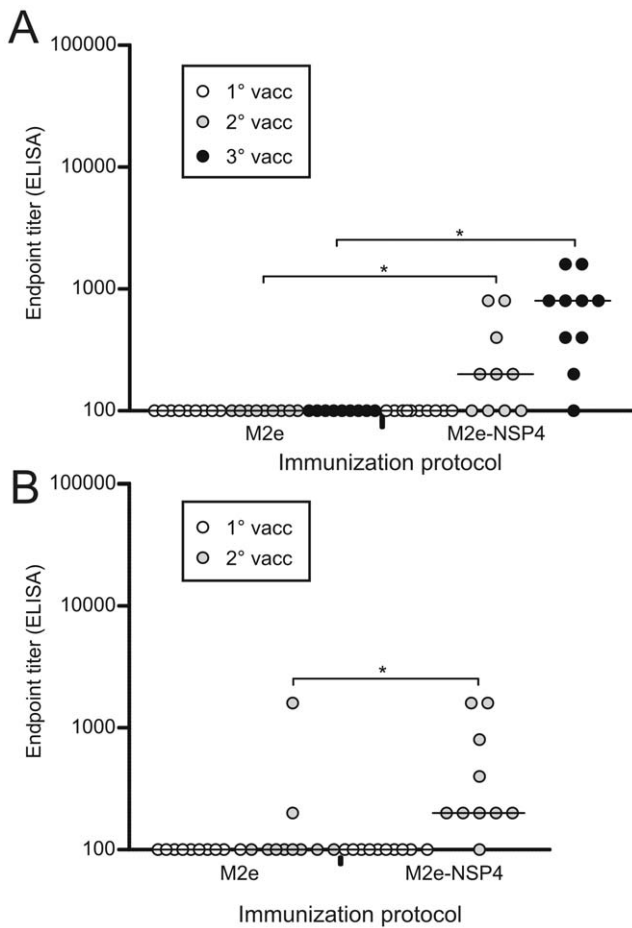 A
100000
10000
1000
100
Endpoint titer (ELISA)
1° vacc
2° vacc
3° vacc
*
*
M2e
M2e-NSP4
Immunization protocol
B
100000
10000
1000
100
Endpoint titer (ELISA)
1° vacc
2° vacc
*
M2e
M2e-NSP4
Immunization protocol